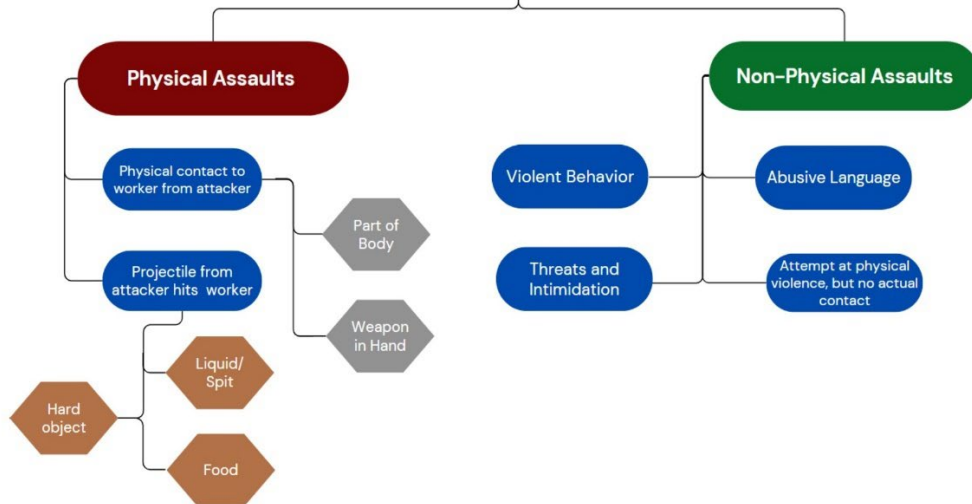 Physical Assaults
Non-Physical Assaults
Physical contact to
worker from attacker
Violent Behavior
Abusive Language
Part of
Body
Projectile from
attacker hits worker
Threats and
Intimidation
Attempt at physical
violence, but no actual
contact
Weapon
in Hand
Liquid/
Spit
Hard
object
Food